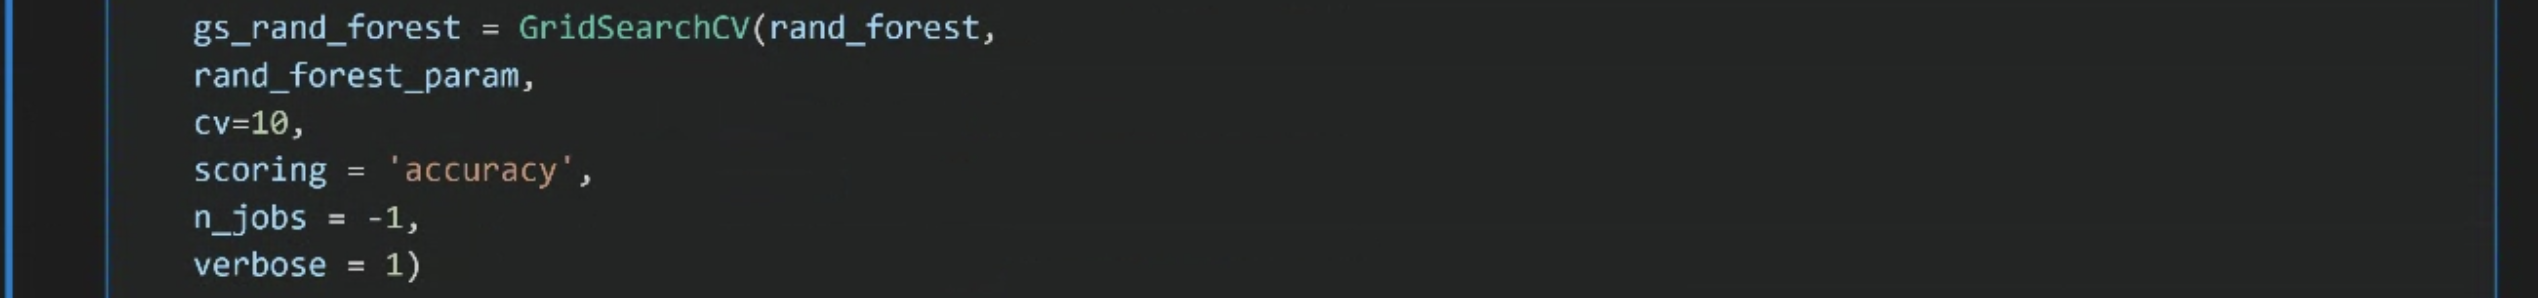 gs_rand_forest = GridSearchCV(rand_forest,
rand_forest_param,
cv=10,
scoring = 'accuracy',
n_jobs = -1,
verbose = 1)